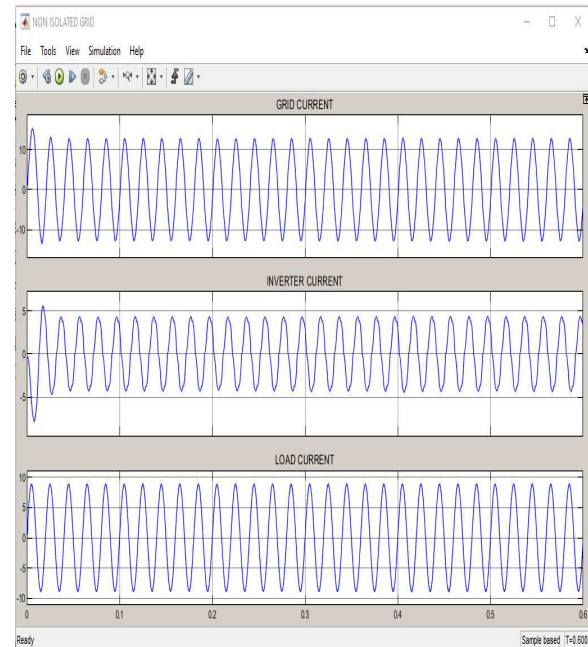 NON ISOLATED GRID
File Tools View Simulation Help
GRID CURRENT
10
0
-10
INVERTER CURRENT
5
0
-5
LOAD CURRENT
10
5
0
-5
-10
0 0.1 0.2 0.3 0.4 0.5 0.6
Ready Sample based T=0.600